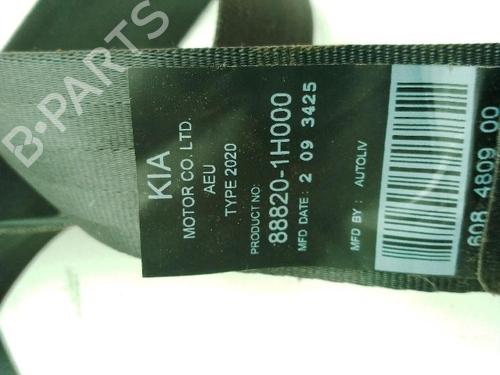 KIA
MOTOR CO. LTD.
AEU
TYPE 2020
PRODUCT NO:
88820-1H000
MFD DATE: 2 09 3425
MFD BY : AUTOLIV
608 4809 00
B-PARTS